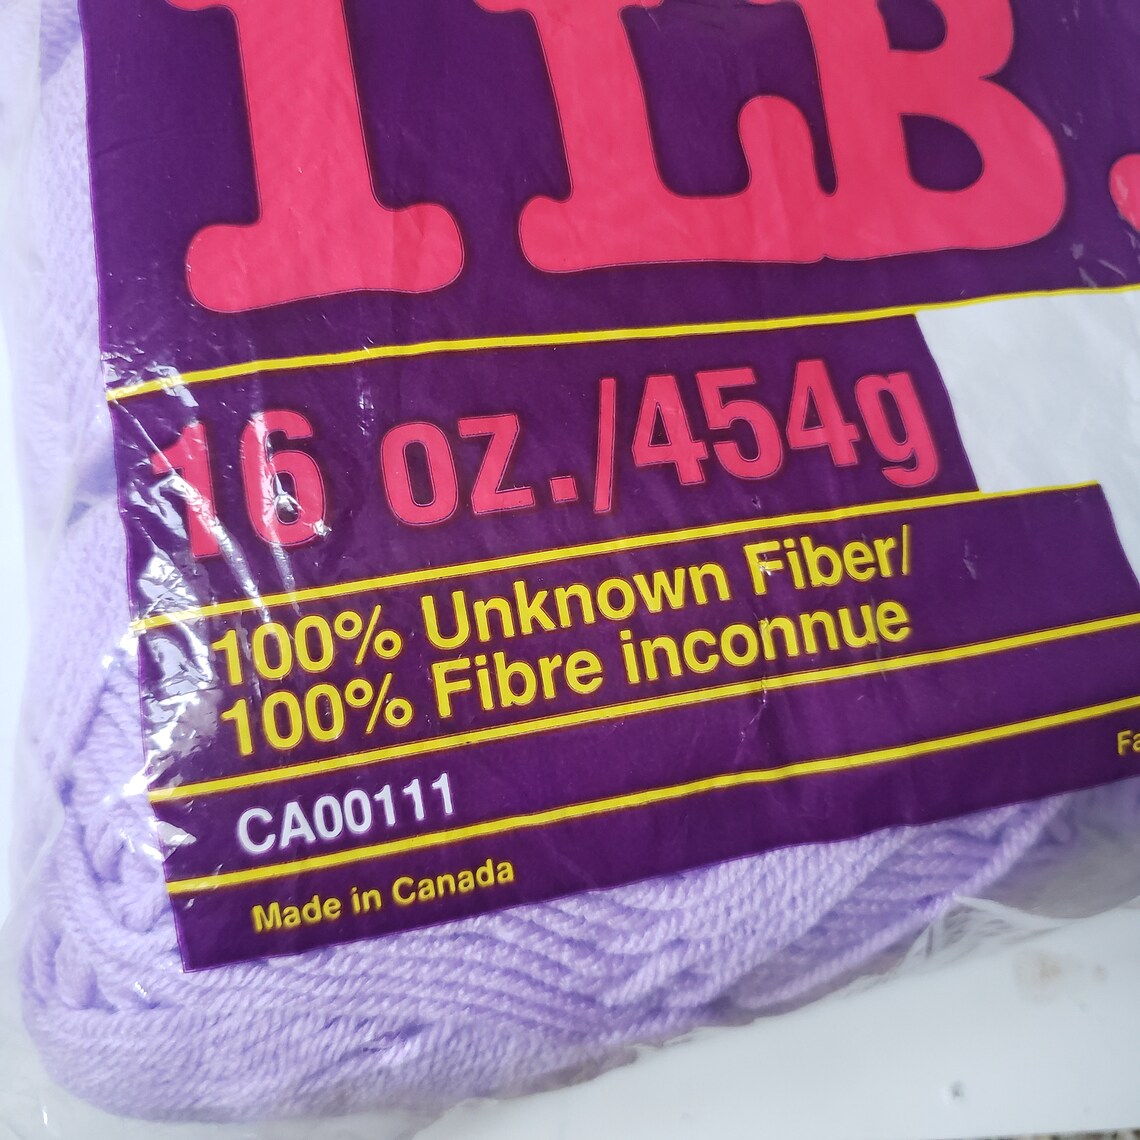 1 LB.
16 oz./454g
100% Unknown Fiber/
100% Fibre inconnue
CA00111
Made in Canada